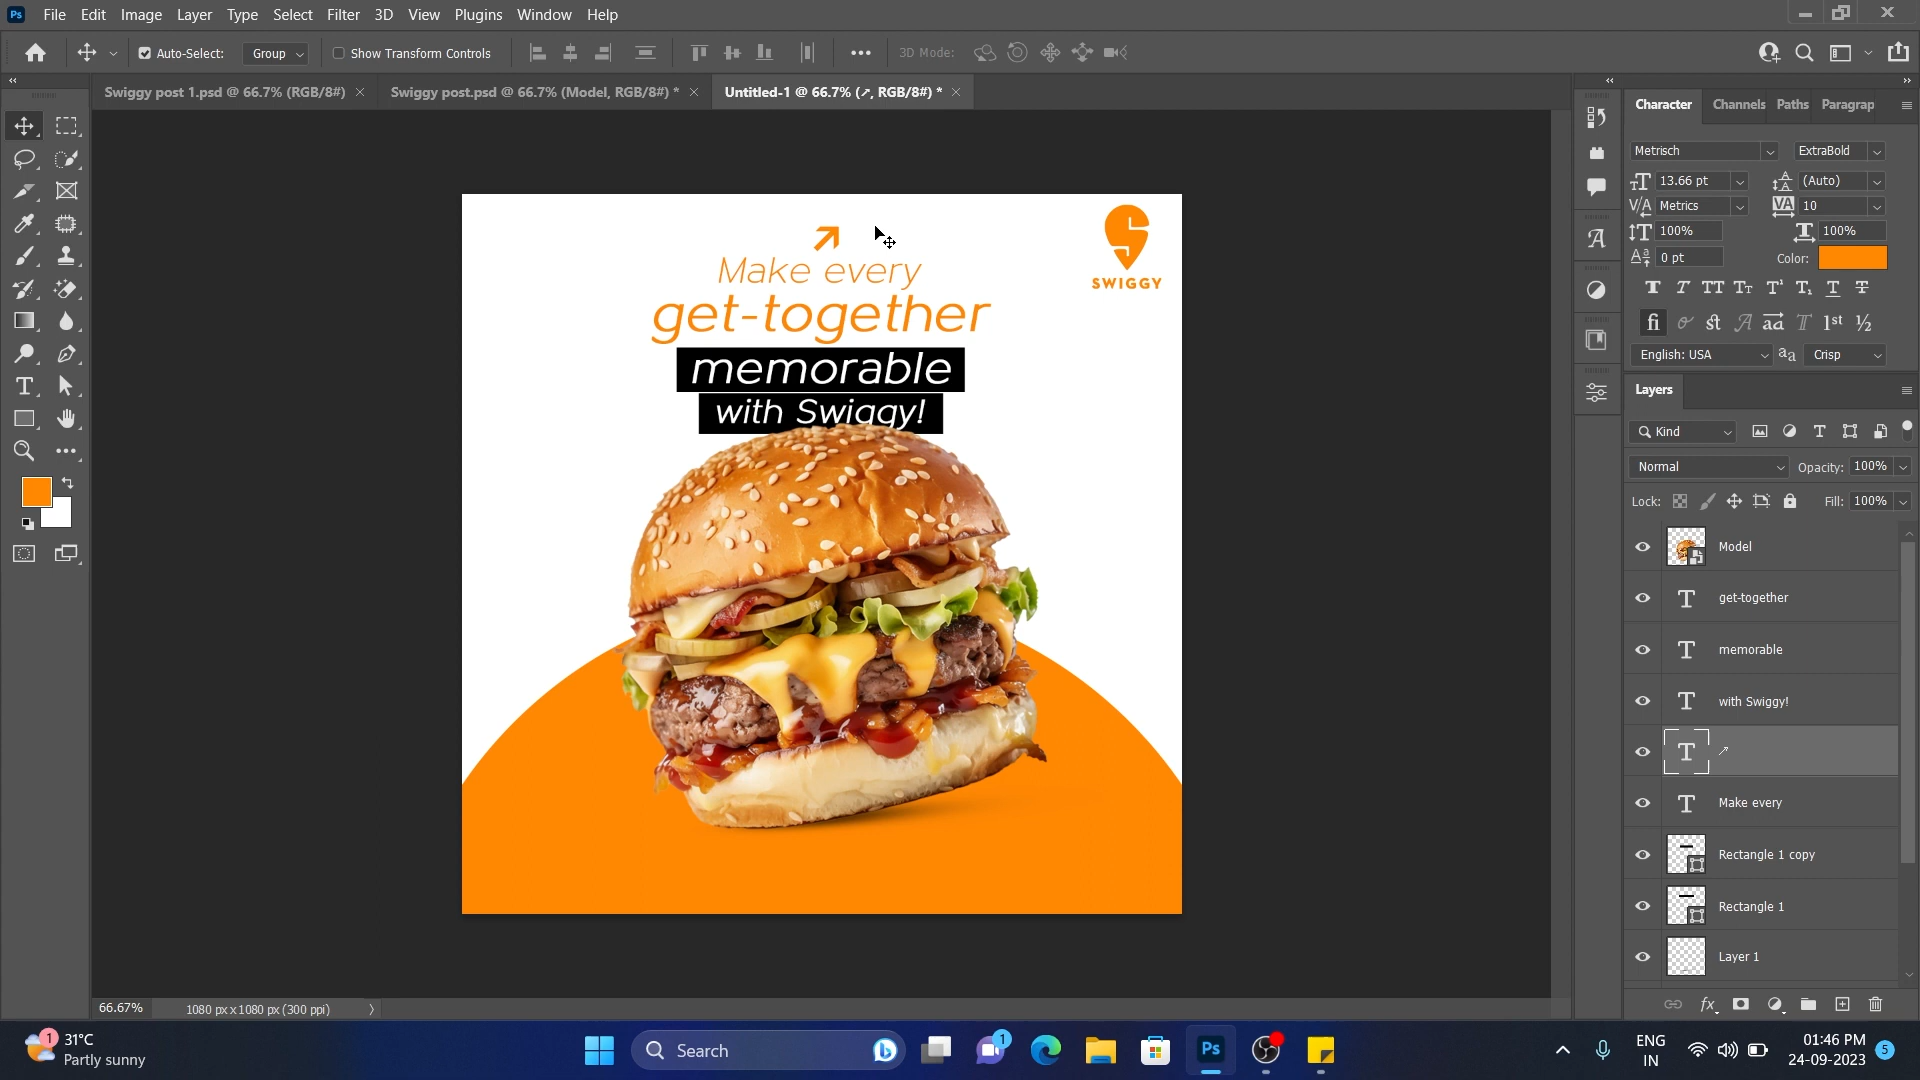 Ps File Edit Image Layer Type Select Filter 3D View Plugins Window Help
Auto-Select: Group Show Transform Controls 3D Mode:
Swiggy post 1.psd @ 66.7% (RGB/8#) Swiggy post.psd @ 66.7% (Model, RGB/8#) * Untitled-1 @ 66.7% (↗, RGB/8#) *
Character Channels Paths Paragrap
Metrisch ExtraBold
13.66 pt (Auto)
Metrics 10
100% 100%
0 pt Color:
English: USA Crisp
Layers
Kind
Normal Opacity: 100%
Lock: Fill: 100%
Model
get-together
memorable
with Swiggy!
↗
Make every
Rectangle 1 copy
Rectangle 1
Layer 1
↗
Make every
get-together
memorable
with Swiggy!
SWIGGY
66.67% 1080 px x 1080 px (300 ppi)
1 31°C
Partly sunny
Search
1
Ps
ENG
IN
01:46 PM
24-09-2023
5